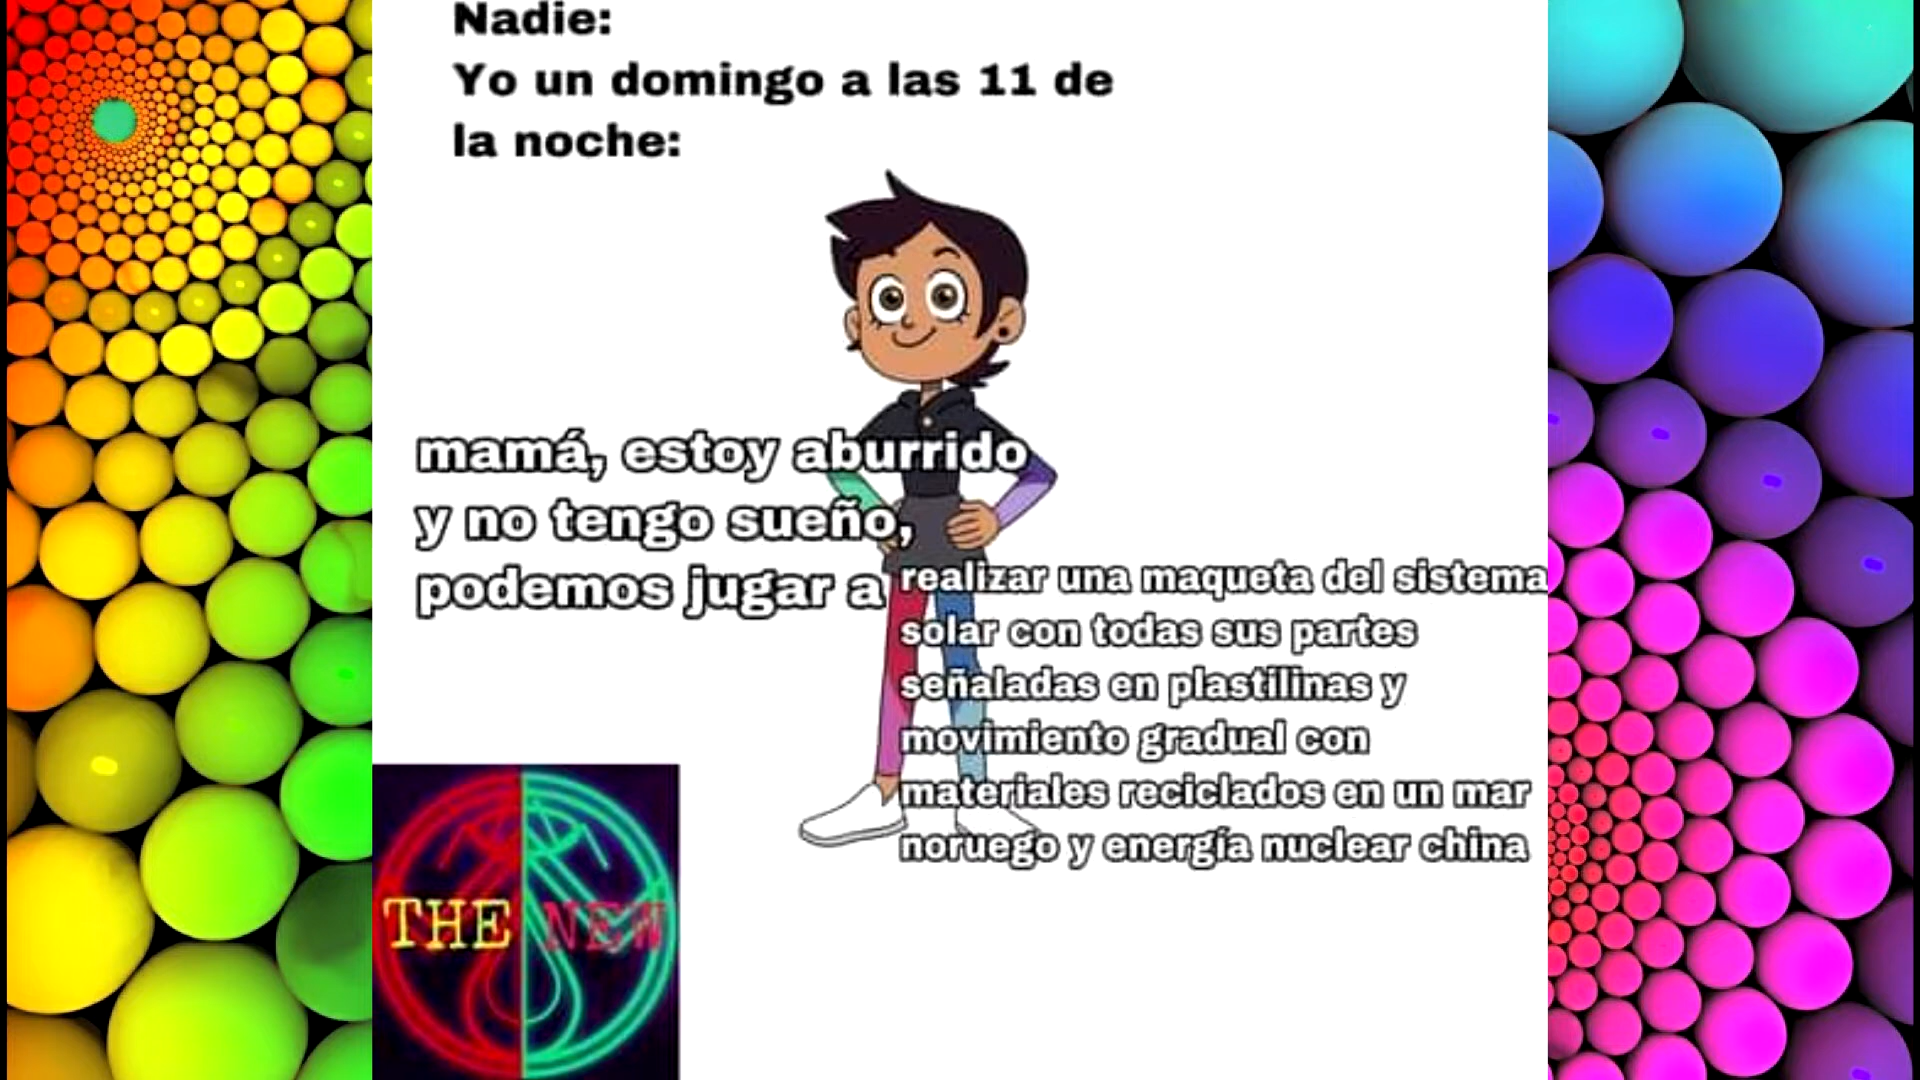 Nadie:
Yo un domingo a las 11 de
la noche:
mamá, estoy aburrido
y no tengo sueño,
podemos jugar a
realizar una maqueta del sistema
solar con todas sus partes
señaladas en plastilinas y
movimiento gradual con
materiales reciclados en un mar
noruego y energía nuclear china
THE NEW